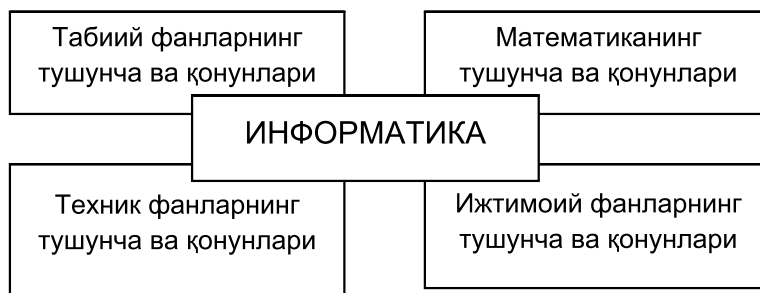 Табиий фанларнинг
тушунча ва қонунлари
Математиканинг
тушунча ва қонунлари
ИНФОРМАТИКА
Техник фанларнинг
тушунча ва қонунлари
Ижтимоий фанларнинг
тушунча ва қонунлари